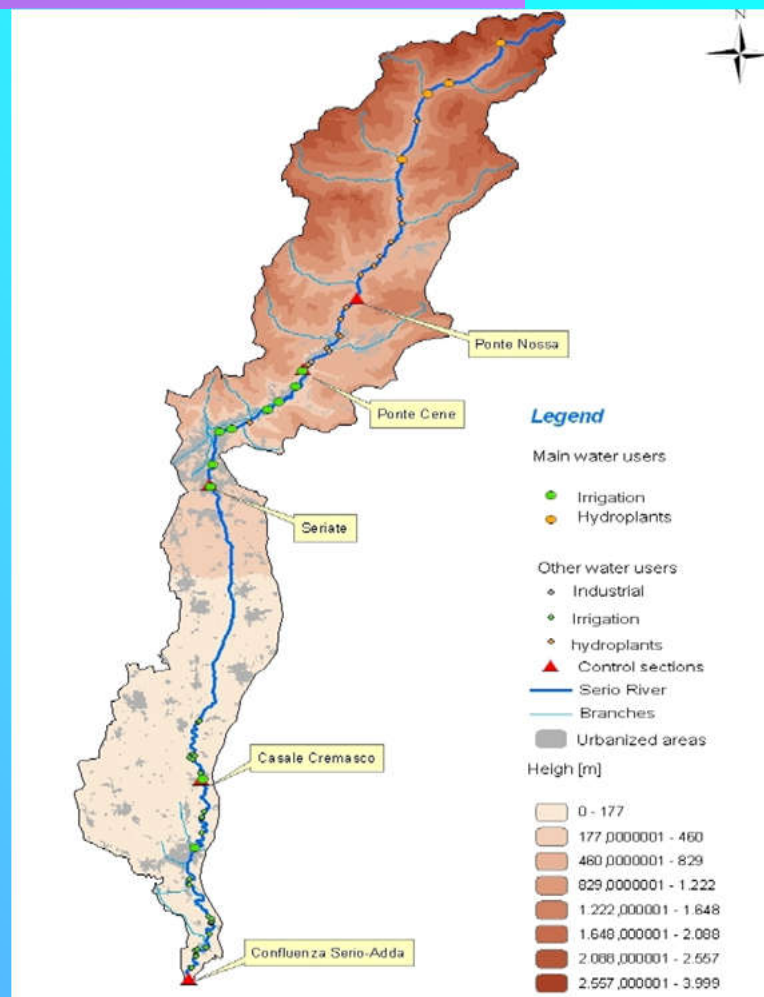 N
Ponte Nossa
Ponte Cene
Seriate
Casale Cremasco
Confluenza Serio-Adda
Legend
Main water users
Irrigation
Hydroplants
Other water users
Industrial
Irrigation
hydroplants
Control sections
Serio River
Branches
Urbanized areas
Heigh [m]
0 - 177
177,0000001 - 460
460,0000001 - 829
829,0000001 - 1.222
1.222,000001 - 1.648
1.648,000001 - 2.088
2.088,000001 - 2.557
2.557,000001 - 3.999